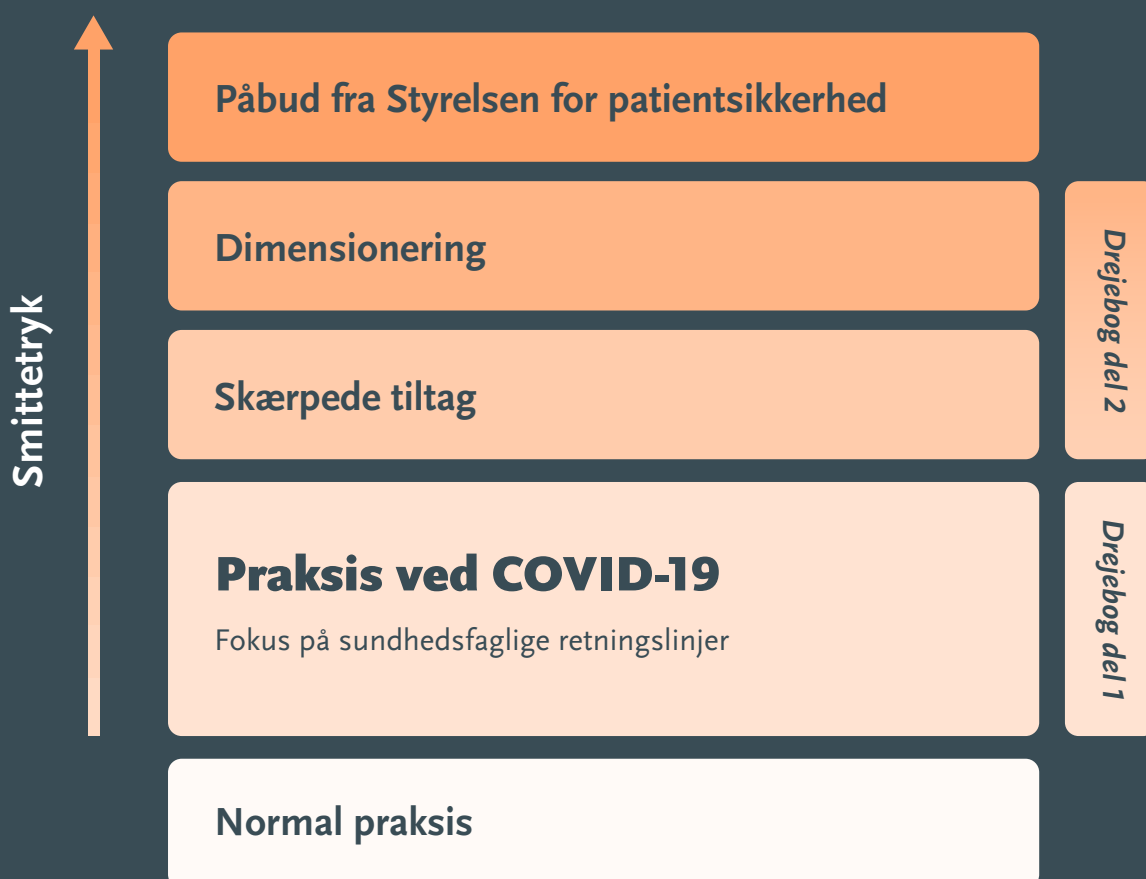 Smittetryk
Påbud fra Styrelsen for patientsikkerhed
Dimensionering
Skærpede tiltag
Drejebog del 2
Praksis ved COVID-19
Fokus på sundhedsfaglige retningslinjer
Drejebog del 1
Normal praksis